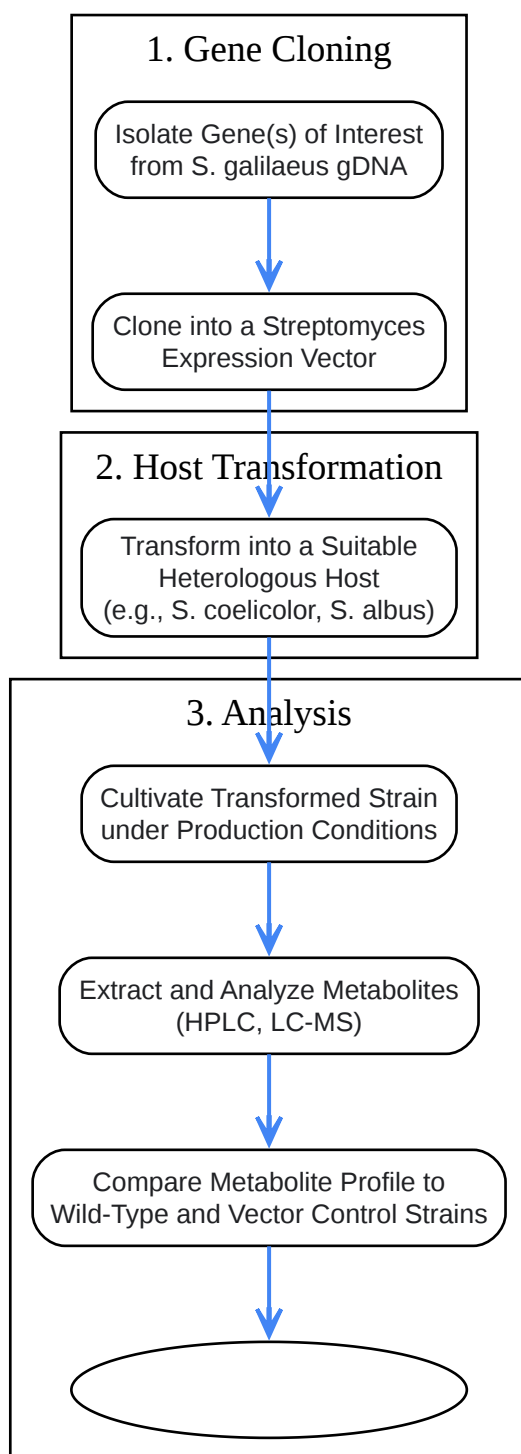 1. Gene Cloning
Isolate Gene(s) of Interest
from S. galilaeus gDNA
Clone into a Streptomyces
Expression Vector
2. Host Transformation
Transform into a Suitable
Heterologous Host
(e.g., S. coelicolor, S. albus)
3. Analysis
Cultivate Transformed Strain
under Production Conditions
Extract and Analyze Metabolites
(HPLC, LC-MS)
Compare Metabolite Profile to
Wild-Type and Vector Control Strains